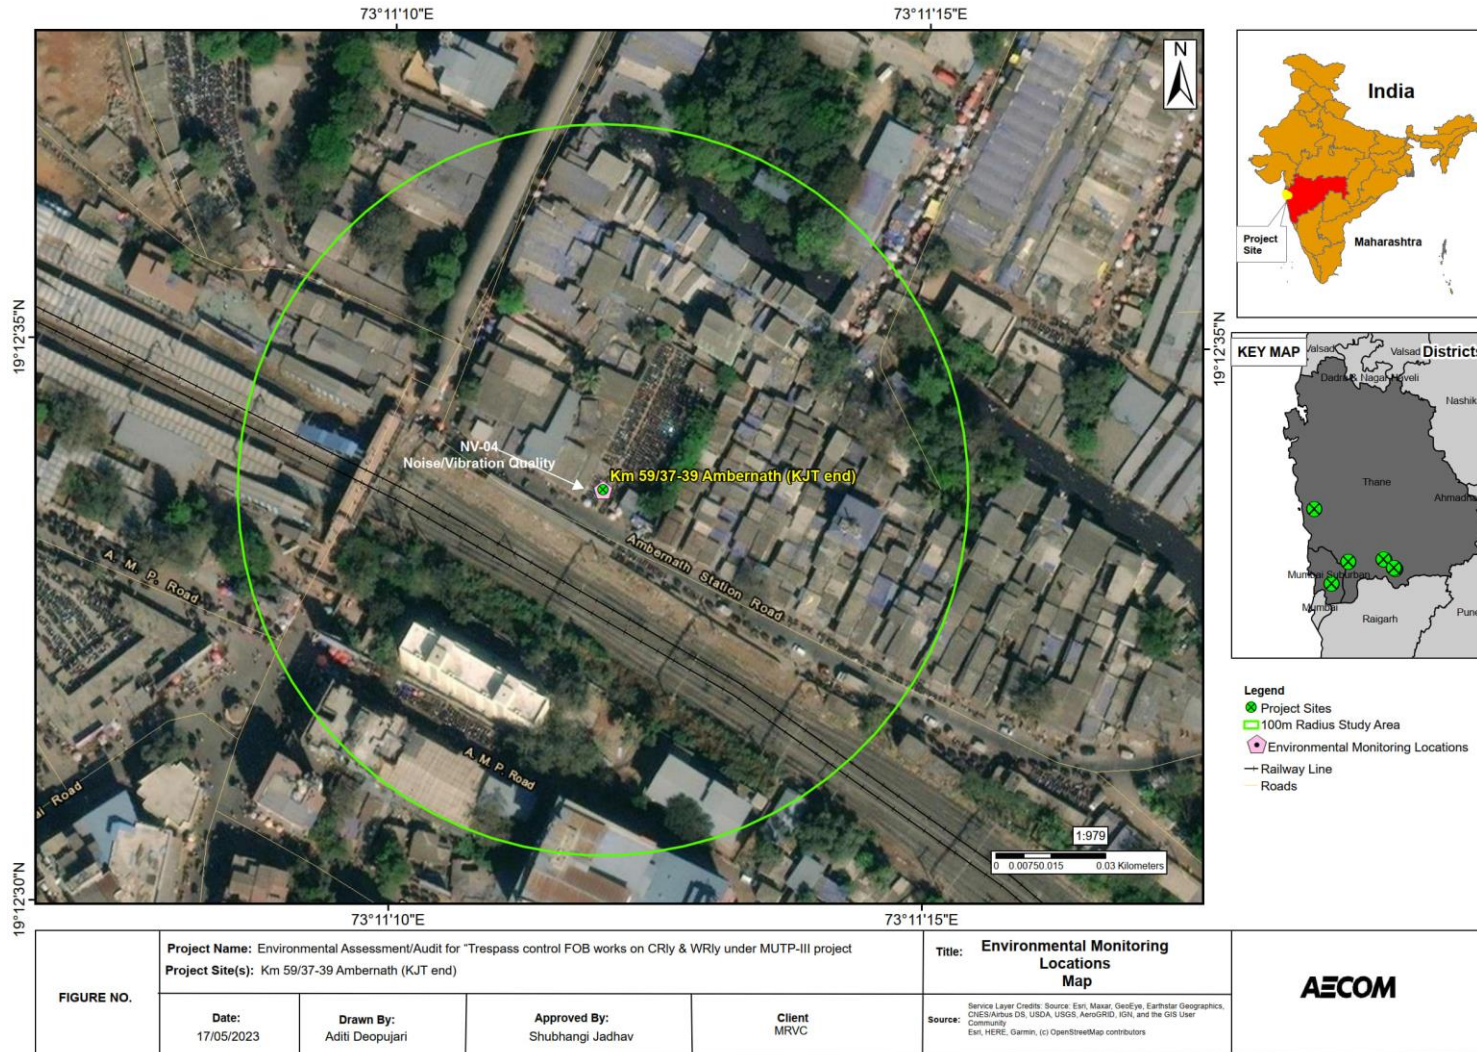 73°11'10"E
73°11'15"E
N
19°12'35"N
19°12'35"N
NV-04
Noise/Vibration Quality
Km 59/37-39 Ambernath (KJT end)
Ambernath Station Road
A. M. P. Road
A. M. P. Road
Road
1:979
0 0.00750.015 0.03 Kilometers
19°12'30"N
73°11'10"E
73°11'15"E
India
Project
Site
Maharashtra
KEY MAP
Districts
Valsad
Valsad
Dadra & Nagar Haveli
Nashik
Thane
Ahmadna
Mumbai Suburban
Mumbai
Raigarh
Pune
Legend
Project Sites
100m Radius Study Area
Environmental Monitoring Locations
Railway Line
Roads
FIGURE NO.
Project Name: Environmental Assessment/Audit for "Trespass control FOB works on CRly & WRly under MUTP-III project
Project Site(s): Km 59/37-39 Ambernath (KJT end)
Date:
17/05/2023
Drawn By:
Aditi Deopujari
Approved By:
Shubhangi Jadhav
Client
MRVC
Title: Environmental Monitoring
Locations
Map
Source: Service Layer Credits: Source: Esri, Maxar, GeoEye, Earthstar Geographics,
CNES/Airbus DS, USDA, USGS, AeroGRID, IGN, and the GIS User
Community
Esri, HERE, Garmin, (c) OpenStreetMap contributors
AECOM